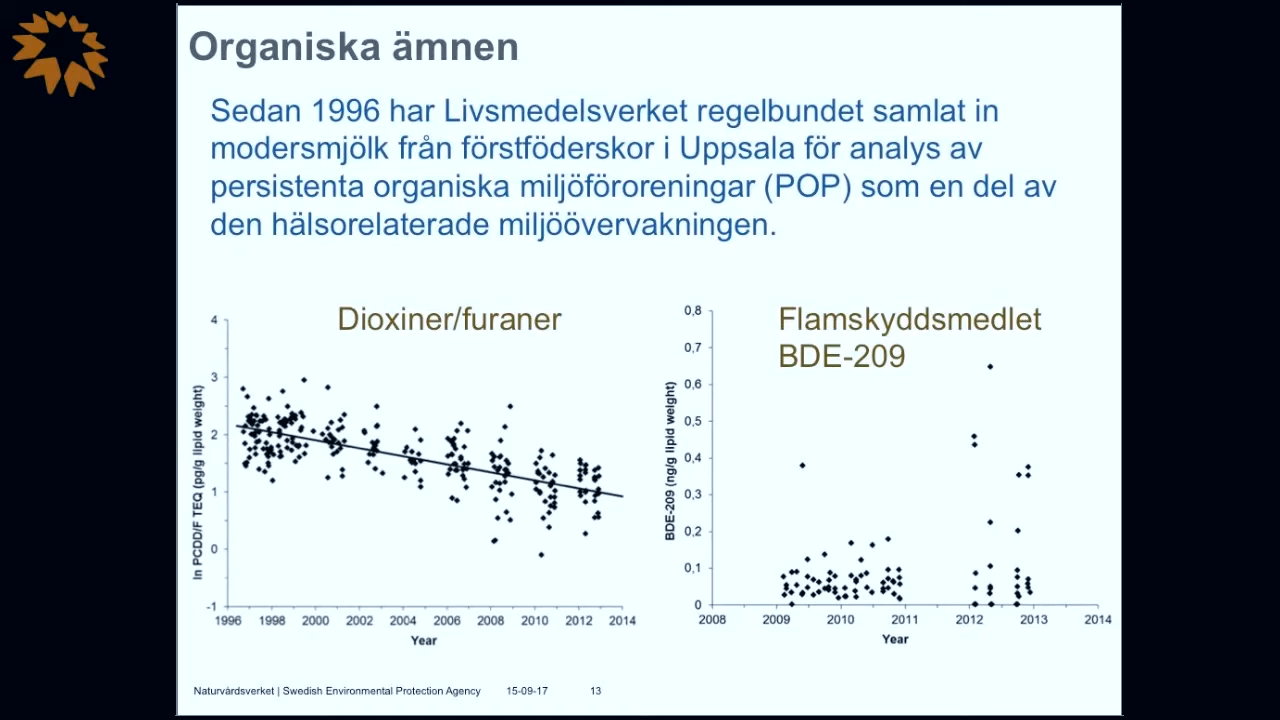 Organiska ämnen
Sedan 1996 har Livsmedelsverket regelbundet samlat in
modersmjölk från förstföderskor i Uppsala för analys av
persistenta organiska miljöföroreningar (POP) som en del av
den hälsorelaterade miljöövervakningen.
Dioxiner/furaner
4
3
2
1
0
-1
ln PCDD/F TEQ (pg/g lipid weight)
1996 1998 2000 2002 2004 2006 2008 2010 2012 2014
Year
Flamskyddsmedlet
BDE-209
0,8
0,7
0,6
0,5
0,4
0,3
0,2
0,1
0
BDE-209 (ng/g lipid weight)
2008 2009 2010 2011 2012 2013 2014
Year
Naturvårdsverket | Swedish Environmental Protection Agency 15-09-17 13